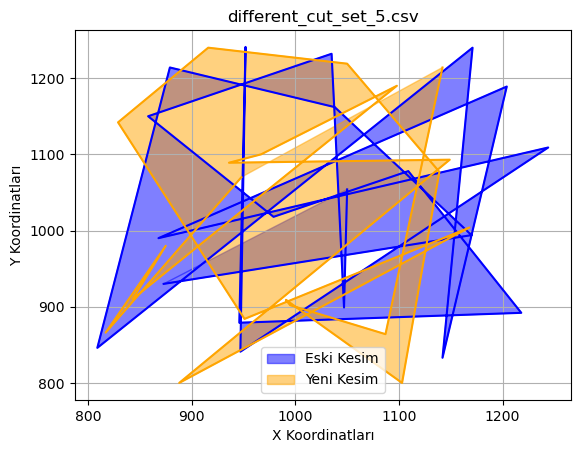 different_cut_set_5.csv
Y Koordinatları
1200
1100
1000
900
800
800
900
1000
1100
1200
X Koordinatları
Eski Kesim
Yeni Kesim